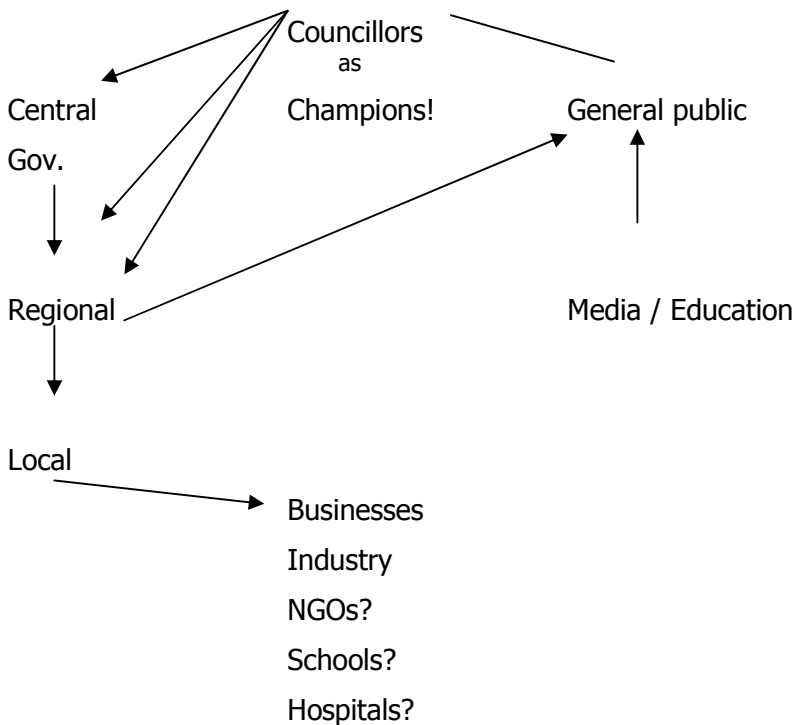 Councillors
as
Central
Champions!
General public
Gov.
Regional
Media / Education
Local
Businesses
Industry
NGOs?
Schools?
Hospitals?